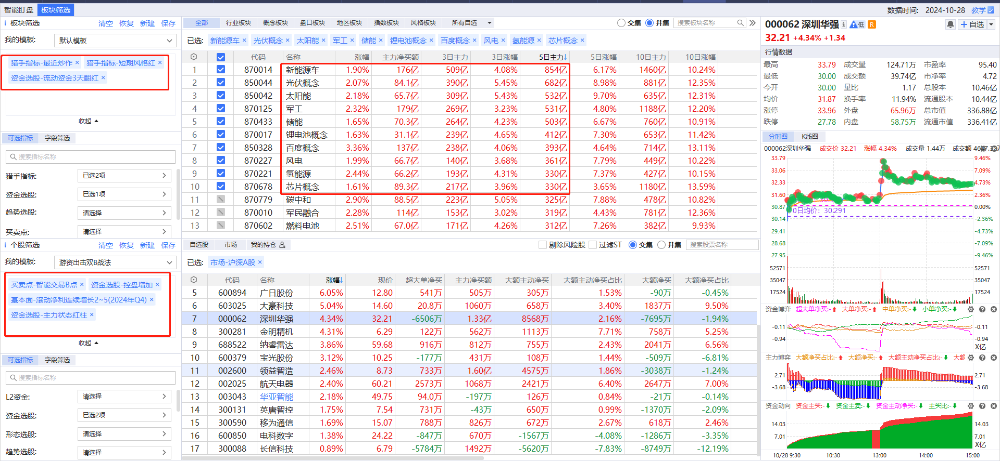 智能盯盘 板块筛选 数据时间: 2024-10-28 教学
板块筛选 清空 恢复 新建 保存
我的模板: 默认模板
猎手指标-最近炒作 × 猎手指标-短期风格红 ×
资金选股-流动资金3天翻红 ×
收起
可选指标 字段筛选
搜索指标名称
猎手指标: 已选2项
资金选股: 已选1项
趋势选股: 请选择
买卖点: 请选择
个股筛选 清空 恢复 新建 保存
我的模板: 游资出击双B战法
买卖点-智能交易B点 × 资金选股-控盘增加 ×
基本面-滚动净利连续增长2~5(2024年Q4) ×
资金选股-主力状态红柱 ×
收起
可选指标 字段筛选
搜索指标名称
L2资金: 请选择
资金选股: 已选2项
形态选股: 请选择
趋势选股: 请选择
全部 行业板块 概念板块 盘口板块 地区板块 指数板块 风格板块 所有自选 交集 并集 搜索板块名称
已选: 新能源车 × 光伏概念 × 太阳能 × 军工 × 储能 × 锂电池概念 × 百度概念 × 风电 × 氢能源 × 芯片概念 ×
代码 名称 涨幅 主力净买额 3日主力 3日涨幅 5日主力↓ 5日涨幅 10日主力 10日涨幅
1 870014 新能源车 1.90% 176亿 509亿 4.08% 854亿 6.17% 1460亿 10.24%
2 850044 光伏概念 2.07% 84.1亿 390亿 5.45% 682亿 8.98% 881亿 12.35%
3 850042 太阳能 2.18% 65.7亿 309亿 5.43% 532亿 9.70% 635亿 12.31%
4 870125 军工 2.32% 179亿 269亿 3.23% 531亿 4.80% 1188亿 12.20%
5 870433 储能 1.65% 70.3亿 264亿 4.23% 503亿 6.67% 760亿 10.91%
6 870017 锂电池概念 1.63% 31.1亿 239亿 4.65% 412亿 7.30% 653亿 11.42%
7 850328 百度概念 3.36% 137亿 238亿 4.06% 393亿 4.64% 714亿 13.11%
8 870227 风电 1.99% 66.7亿 140亿 3.68% 361亿 7.79% 449亿 10.22%
9 870221 氢能源 2.44% 66.2亿 193亿 4.31% 330亿 7.37% 427亿 10.15%
10 870678 芯片概念 1.61% 89.3亿 217亿 3.96% 330亿 3.65% 1180亿 13.59%
11 870779 碳中和 2.90% 88.5亿 223亿 5.05% 325亿 7.88% 478亿 10.82%
12 870010 军民融合 2.28% 114亿 153亿 3.02% 319亿 4.43% 781亿 12.36%
13 870602 燃料电池 2.51% 67.0亿 171亿 4.26% 312亿 7.26% 382亿 9.93%
自选股 市场 我的持仓 剔除风险股 过滤ST 交集 并集 搜索股票名称
已选: 市场-沪深A股 ×
代码 名称 涨幅↓ 现价 超大单净买 主力净买额 大额主动净买 大额主动净买占比 大额净买 大额净买占比
5 600894 广日股份 6.05% 12.80 541万 505万 305万 1.53% -90万 -0.45%
6 603025 大豪科技 5.04% 14.60 20.8万 1060万 658万 3.40% 1837万 9.50%
7 000062 深圳华强 4.34% 32.21 -6506万 1.33亿 8568万 2.16% -7695万 -1.94%
8 300281 金明精机 4.31% 6.29 122万 562万 1113万 7.71% 758万 5.25%
9 688522 纳睿雷达 3.86% 59.68 916万 812万 755万 2.43% 2041万 6.56%
10 600379 宝光股份 3.12% 10.25 -177万 431万 108万 1.44% -509万 -6.81%
11 002600 领益智造 2.46% 8.73 733万 1.60亿 4575万 1.86% -3038万 -1.24%
12 002025 航天电器 2.40% 60.21 2573万 1068万 2421万 6.40% 2647万 7.00%
13 003043 华亚智能 2.18% 49.75 94.0万 -197万 126万 0.84% -21万 -0.14%
14 300131 英唐智控 1.75% 7.54 731万 -43万 650万 0.99% -1370万 -2.09%
15 300590 移为通信 1.69% 15.07 788万 826万 672万 2.67% 618万 2.46%
16 600850 电科数字 1.38% 24.22 -847万 670万 -1567万 -4.08% -1286万 -3.35%
17 300088 长信科技 0.89% 6.79 -5784万 1492万 -5620万 -7.83% -8749万 -12.19%
000062 深圳华强 i 低 R 自选
32.21 +4.34% +1.34
行情数据
最高 33.79 成交量 124.71万 市盈率 95.40
最低 30.00 成交额 39.74亿 市净率 4.72
今开 30.00 量比 1.17 总股本 10.46亿
均价 31.87 换手率 11.94% 流通股本 10.44亿
涨停 33.96 外盘 65.96万 总市值 336.88亿
跌停 27.78 内盘 58.75万 流通市值 336.41亿
分时图 K线图
000062深圳华强 成交价 32.21 涨幅 4.34% 成交量 1.44万 成交额
33.79 9.46%
33.06 7.09%
32.33 4.73%
31.60 2.36%
30.87 0.00%
0日均价: 30.291
30.14 -2.36%
29.41 -4.73%
28.68 -7.09%
27.95 -9.46%
52571 52571
35047 35047
17524 17524
资金博弈 超大单净买:- 大单净买:- 中单净买:- 小单净买:-
-0.11 -0.11
-0.94 -0.94
X亿
主力博弈 大额净买占比:- 大额净买:- 大额主动净买占比:- 大额
2.71 2.71
-3.68 -3.68
资金动向 资金主买:- 资金主卖:- 资金主动净买:- 主买比:-
14.03 14.03
7.01 7.01
X亿
10/28 9:30 10:30 13:00 14:00 15:00